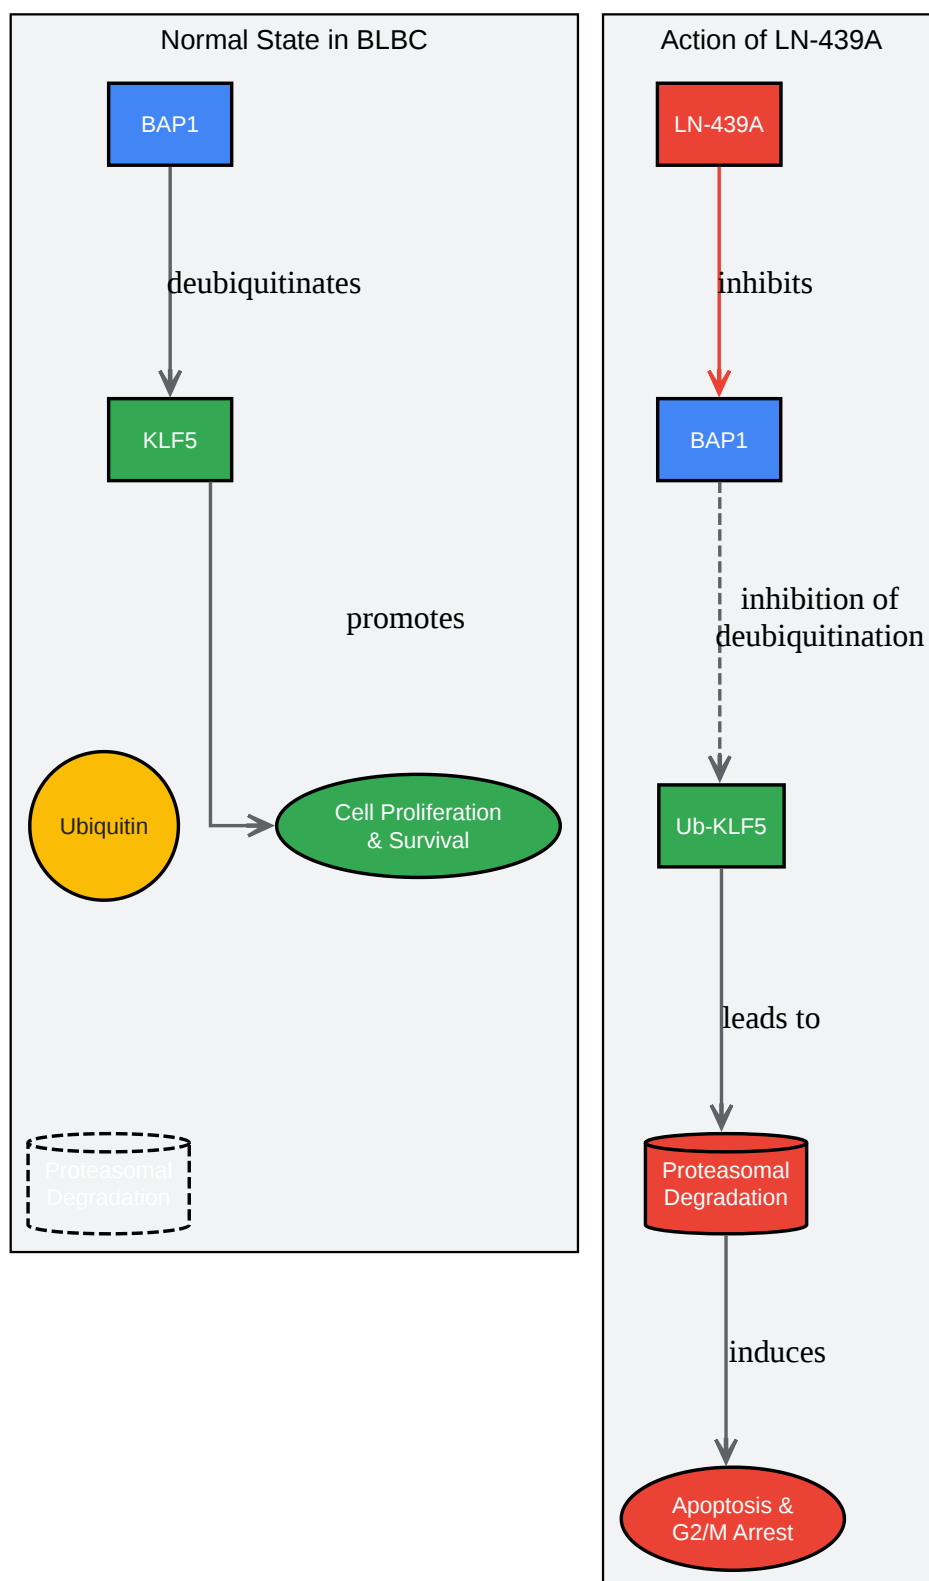 Normal State in BLBC
BAP1
deubiquitinates
KLF5
promotes
Ubiquitin
Cell Proliferation
& Survival
Proteasomal
Degradation
Action of LN-439A
LN-439A
inhibits
BAP1
inhibition of
deubiquitination
Ub-KLF5
leads to
Proteasomal
Degradation
induces
Apoptosis &
G2/M Arrest